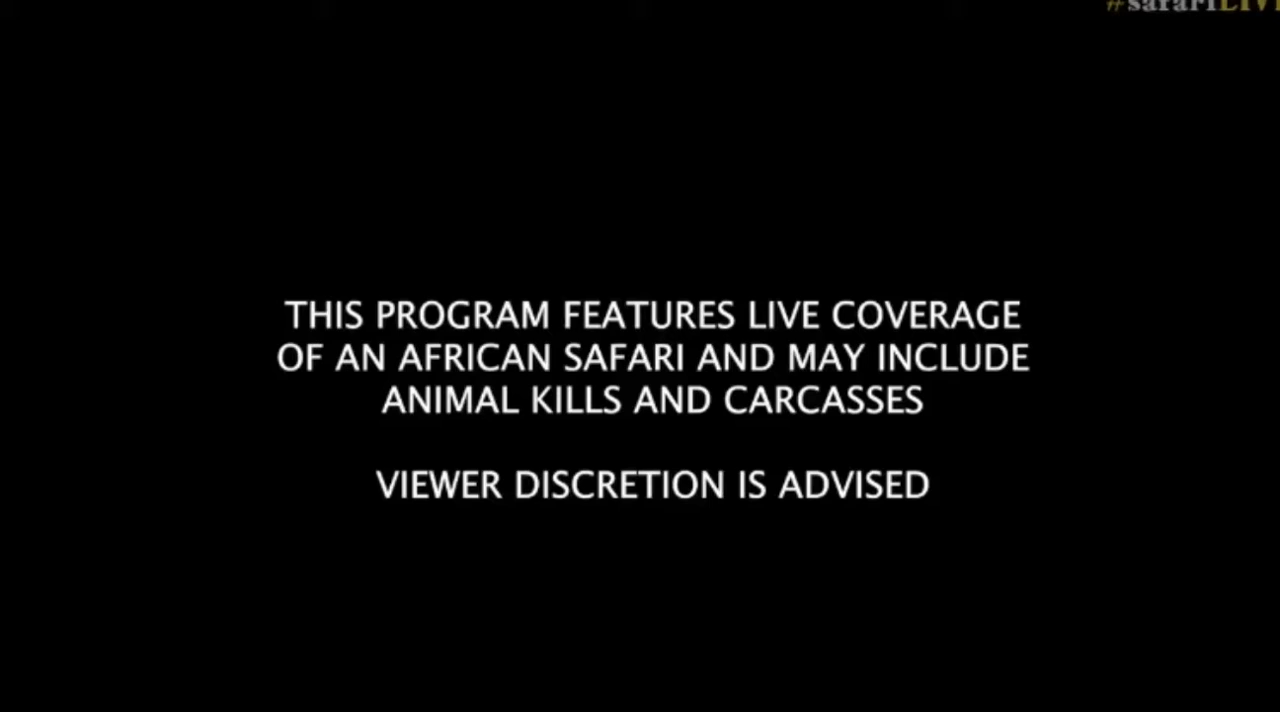 #safariLIVE
THIS PROGRAM FEATURES LIVE COVERAGE
OF AN AFRICAN SAFARI AND MAY INCLUDE
ANIMAL KILLS AND CARCASSES
VIEWER DISCRETION IS ADVISED